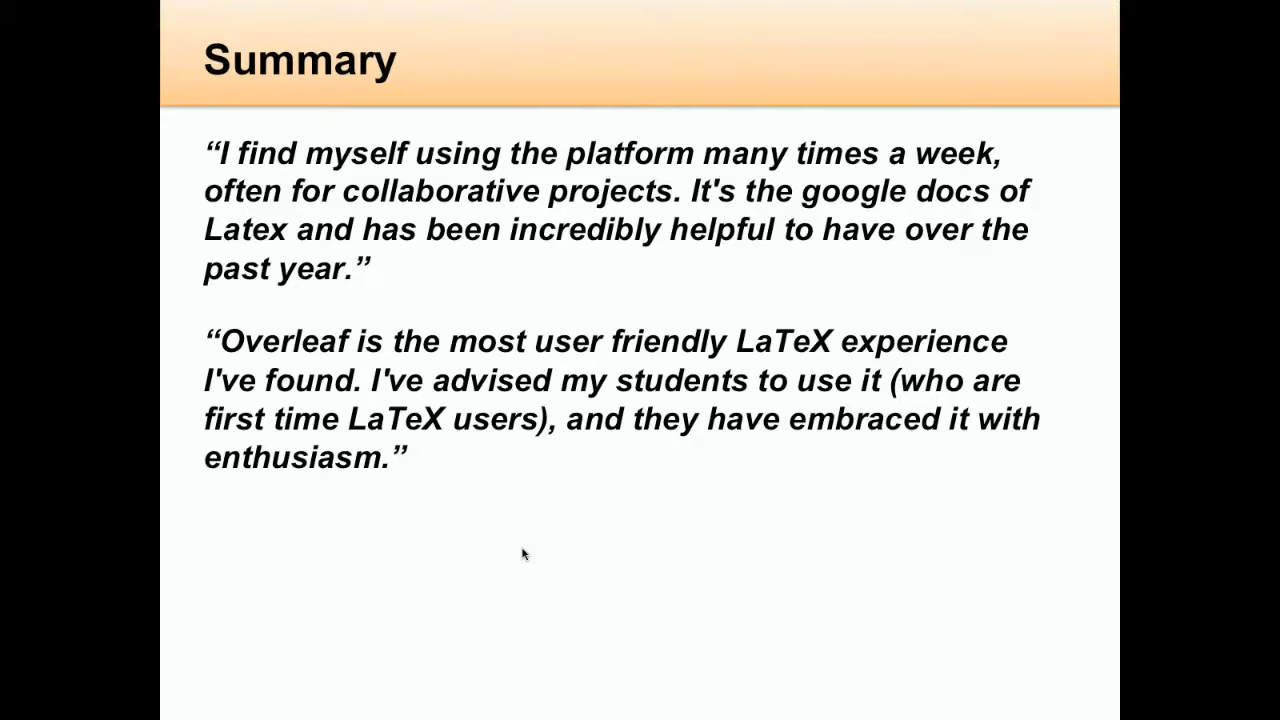 Summary
“I find myself using the platform many times a week,
often for collaborative projects. It's the google docs of
Latex and has been incredibly helpful to have over the
past year.”
“Overleaf is the most user friendly LaTeX experience
I've found. I've advised my students to use it (who are
first time LaTeX users), and they have embraced it with
enthusiasm.”